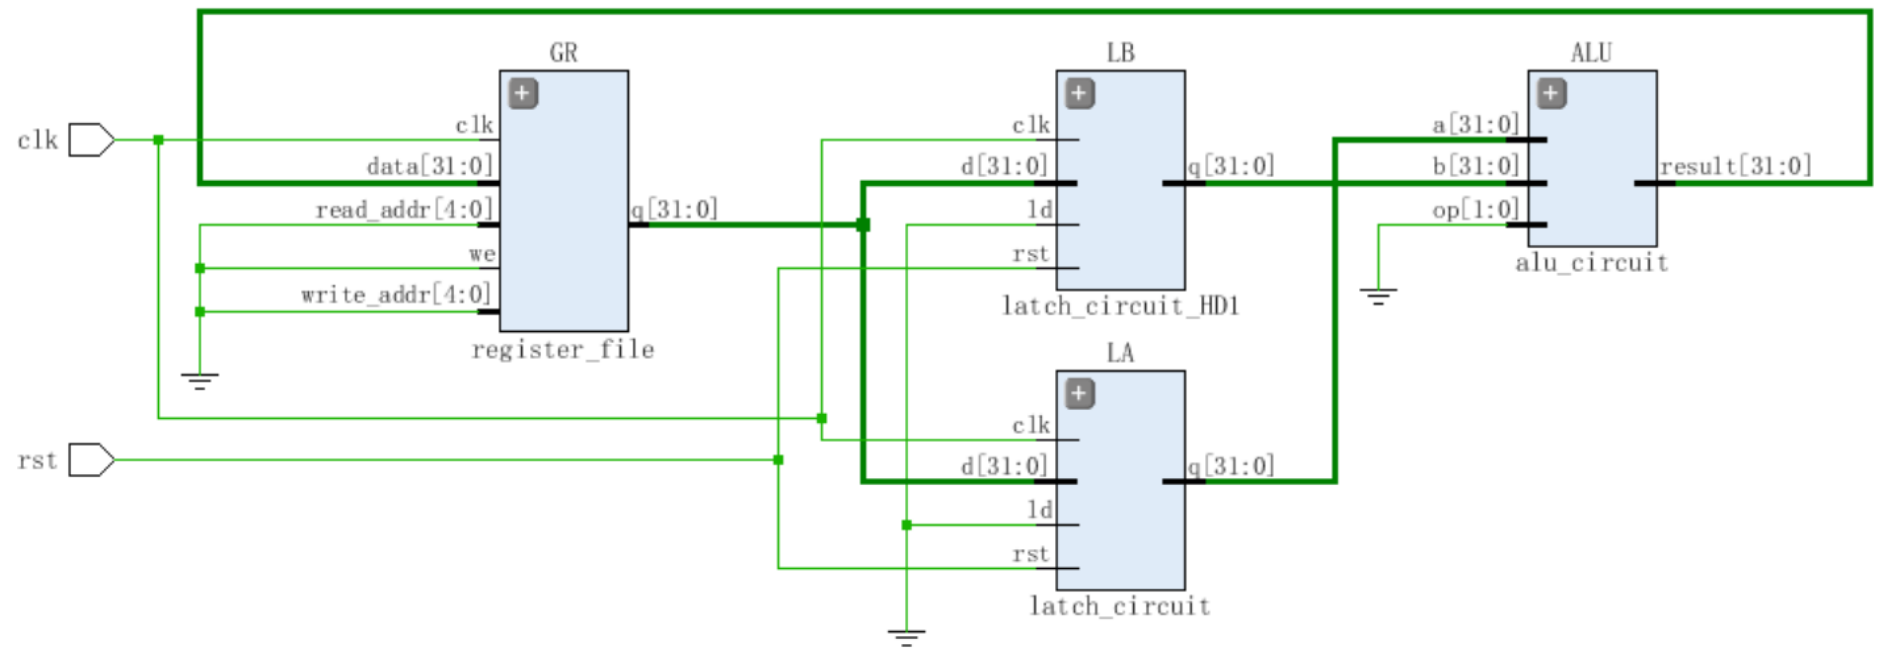 GR
LB
ALU
clk
rst
clk
data[31:0]
read_addr[4:0]
we
write_addr[4:0]
q[31:0]
register_file
clk
d[31:0]
ld
rst
q[31:0]
latch_circuit_HD1
LA
clk
d[31:0]
ld
rst
q[31:0]
latch_circuit
a[31:0]
b[31:0]
op[1:0]
result[31:0]
alu_circuit